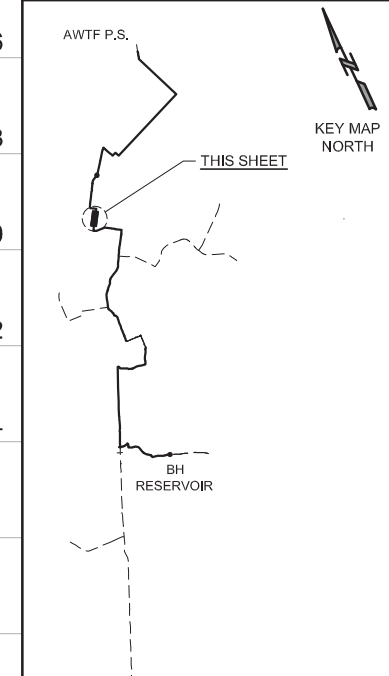 AWTF P.S.
KEY MAP
NORTH
THIS SHEET
BH
RESERVOIR